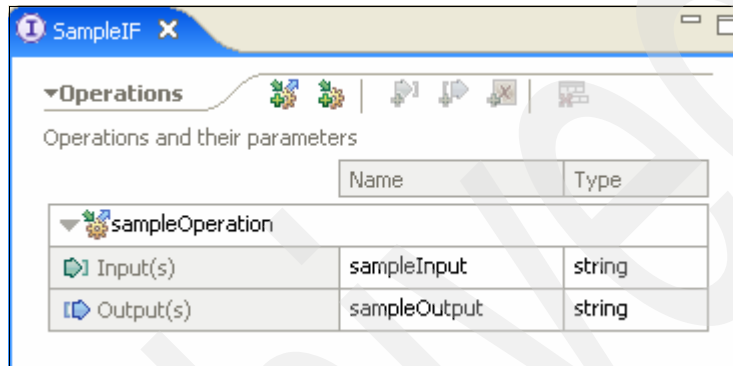 SampleIF
Operations
Operations and their parameters
Name Type
sampleOperation
Input(s) sampleInput string
Output(s) sampleOutput string